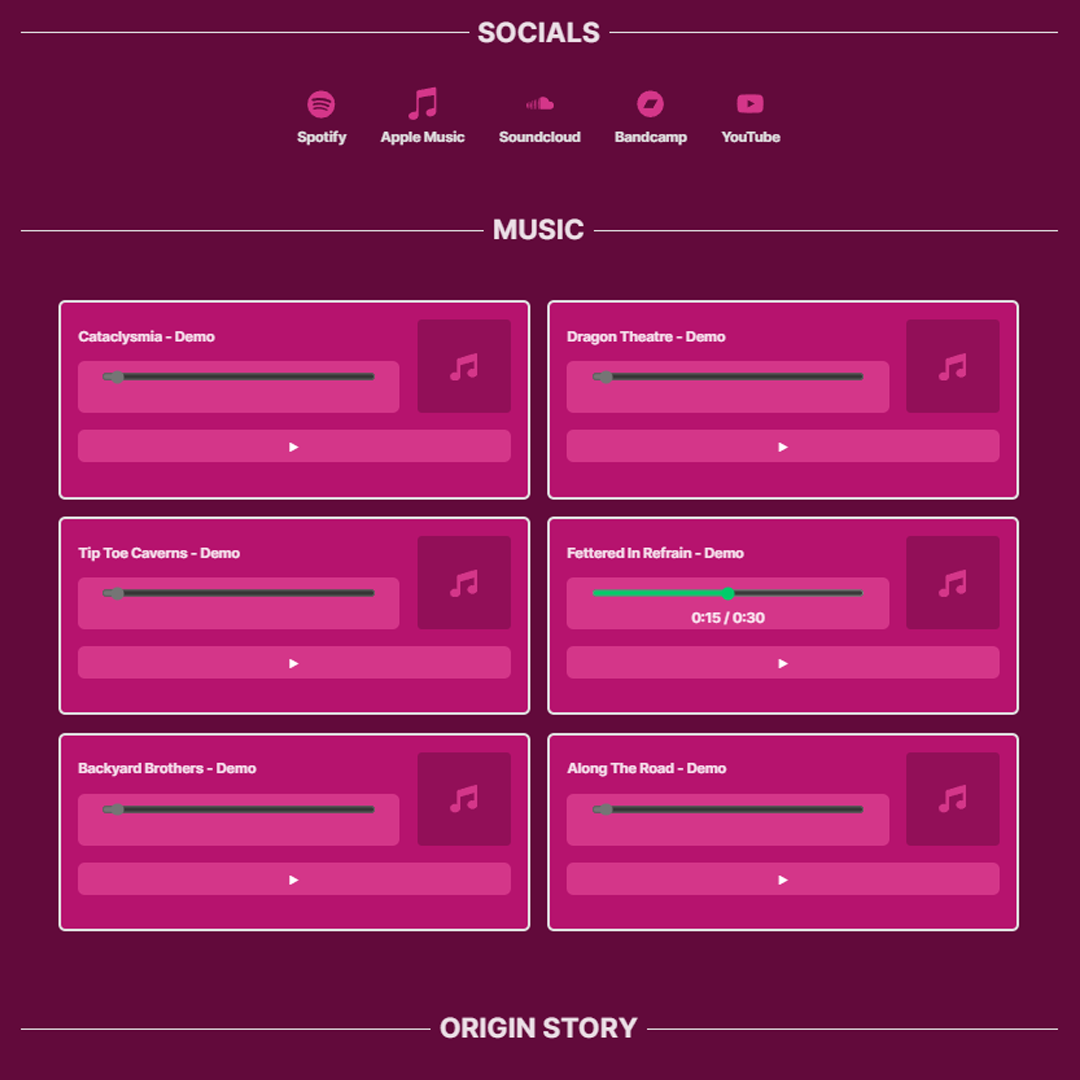 SOCIALS
Spotify Apple Music Soundcloud Bandcamp YouTube
MUSIC
Cataclysmia - Demo
Dragon Theatre - Demo
Tip Toe Caverns - Demo
Fettered In Refrain - Demo
0:15 / 0:30
Backyard Brothers - Demo
Along The Road - Demo
ORIGIN STORY